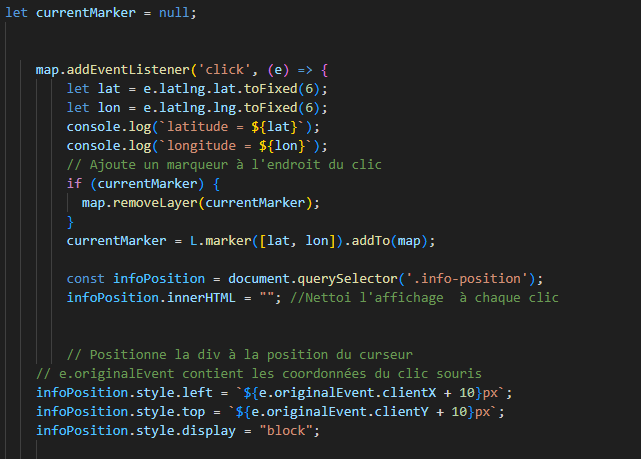 let currentMarker = null;
map.addEventListener('click', (e) => {
let lat = e.latlng.lat.toFixed(6);
let lon = e.latlng.lng.toFixed(6);
console.log(`latitude = ${lat}`);
console.log(`longitude = ${lon}`);
// Ajoute un marqueur à l'endroit du clic
if (currentMarker) {
map.removeLayer(currentMarker);
}
currentMarker = L.marker([lat, lon]).addTo(map);
const infoPosition = document.querySelector('.info-position');
infoPosition.innerHTML = ""; //Nettoi l'affichage  à chaque clic
// Positionne la div à la position du curseur
// e.originalEvent contient les coordonnées du clic souris
infoPosition.style.left = `${e.originalEvent.clientX + 10}px`;
infoPosition.style.top = `${e.originalEvent.clientY + 10}px`;
infoPosition.style.display = "block";